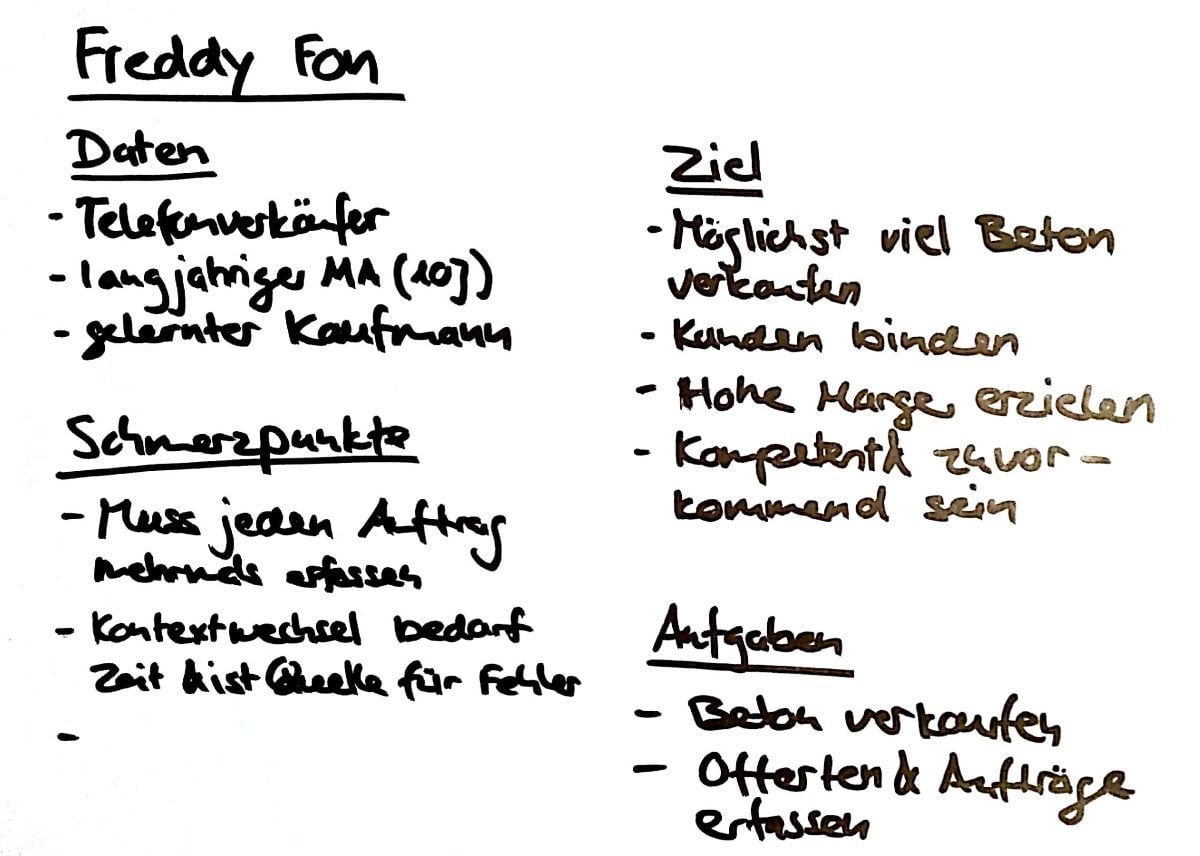 Freddy Fon
Daten
- Telefonverkäufer
- langjähriger MA (10J)
- gelernter Kaufmann
Schmerzpunkte
- Muss jeden Auftrag
mehrmals erfassen
- Kontextwechsel bedarf
Zeit & ist Quelle für Fehler
-
Ziel
- Möglichst viel Beton
verkaufen
- Kunden binden
- Hohe Marge erzielen
- Kompetent & zuvor-
kommend sein
Aufgaben
- Beton verkaufen
- Offerten & Aufträge
erfassen